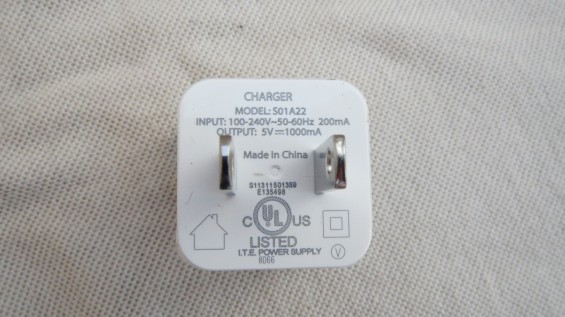 CHARGER
MODEL: S01A22
INPUT: 100-240V~50-60Hz 200mA
OUTPUT: 5V⎓1000mA
Made in China
S11311501389
E135498
C UL US
LISTED
I.T.E. POWER SUPPLY
8D66
V